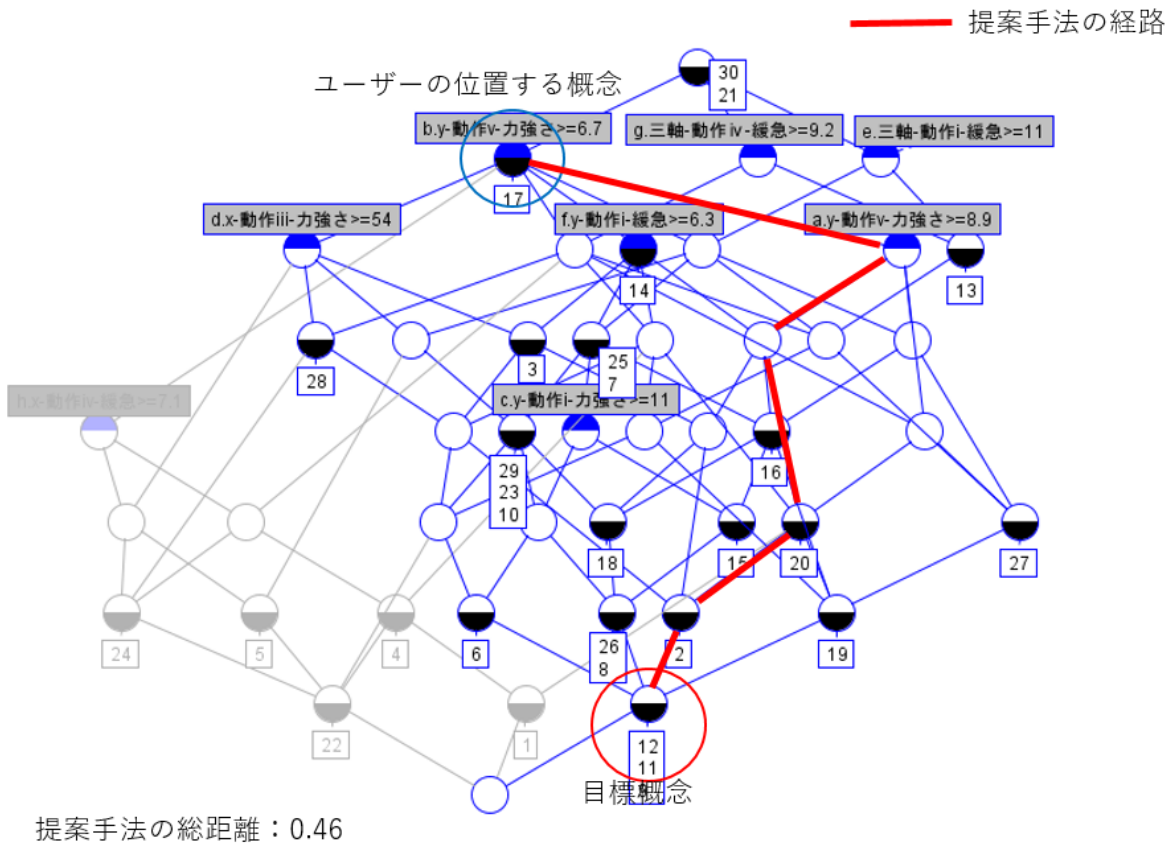 提案手法の経路
30
21
ユーザーの位置する概念
b.y-動作v-力強さ>=6.7
g.三軸-動作iv-緩急>=9.2
e.三軸-動作i-緩急>=11
17
d.x-動作iii-力強さ>=54
f.y-動作i-緩急>=6.3
a.y-動作v-力強さ>=8.9
14
13
28
3
25
7
h.x-動作iv-緩急>=7.1
c.y-動作i-力強さ>=11
16
29
23
10
18
15
20
27
24
5
4
6
26
8
2
19
22
1
12
11
目標概念
提案手法の総距離：0.46